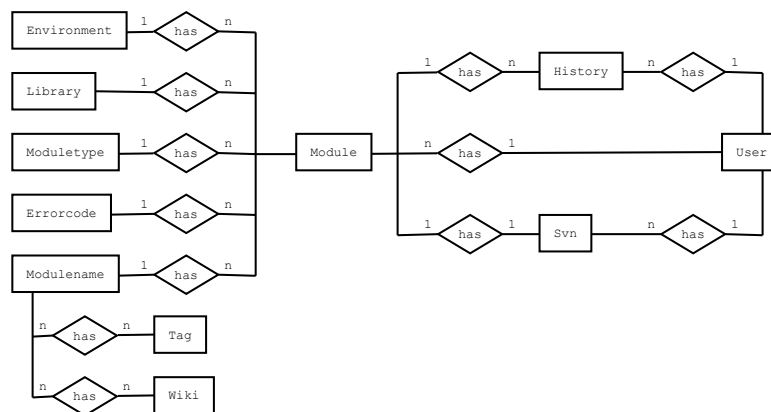 Environment 1 has n
Library 1 has n
Moduletype 1 has n
Errorcode 1 has n
Modulename 1 has n
n has n Tag
n has n Wiki
Module
1 has n History n has 1
n has 1 User
1 has 1 Svn n has 1